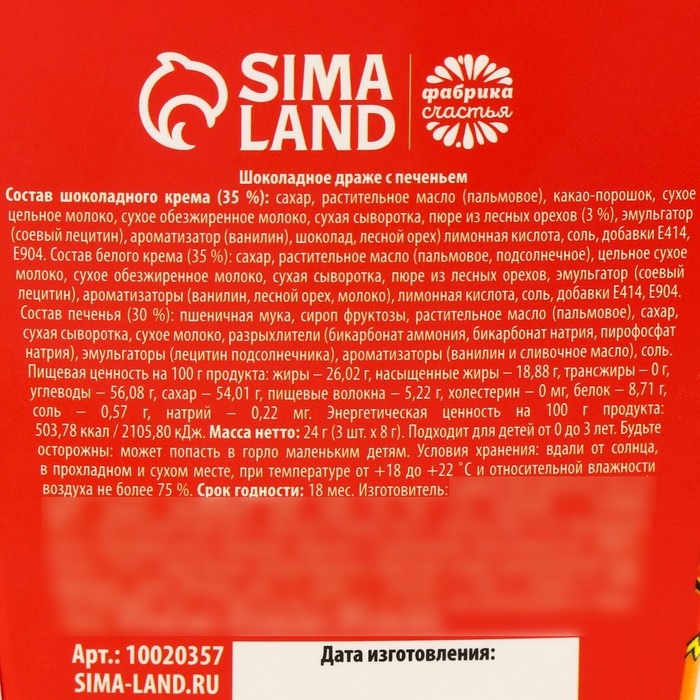 SIMA
LAND
фабрика
счастья
Шоколадное драже с печеньем
Состав шоколадного крема (35 %): сахар, растительное масло (пальмовое), какао-порошок, сухое
цельное молоко, сухое обезжиренное молоко, сухая сыворотка, пюре из лесных орехов (3 %), эмульгатор
(соевый лецитин), ароматизатор (ванилин), шоколад, лесной орех) лимонная кислота, соль, добавки Е414,
Е904. Состав белого крема (35 %): сахар, растительное масло (пальмовое, подсолнечное), цельное сухое
молоко, сухое обезжиренное молоко, сухая сыворотка, пюре из лесных орехов, эмульгатор (соевый
лецитин), ароматизаторы (ванилин, лесной орех, молоко), лимонная кислота, соль, добавки Е414, Е904.
Состав печенья (30 %): пшеничная мука, сироп фруктозы, растительное масло (пальмовое), сахар,
сухая сыворотка, сухое молоко, разрыхлители (бикарбонат аммония, бикарбонат натрия, пирофосфат
натрия), эмульгаторы (лецитин подсолнечника), ароматизаторы (ванилин и сливочное масло), соль.
Пищевая ценность на 100 г продукта: жиры – 26,02 г, насыщенные жиры – 18,88 г, трансжиры – 0 г,
углеводы – 56,08 г, сахар – 54,01 г, пищевые волокна – 5,22 г, холестерин – 0 мг, белок – 8,71 г,
соль – 0,57 г, натрий – 0,22 мг. Энергетическая ценность на 100 г продукта:
503,78 ккал / 2105,80 кДж. Масса нетто: 24 г (3 шт. х 8 г). Подходит для детей от 0 до 3 лет. Будьте
осторожны: может попасть в горло маленьким детям. Условия хранения: вдали от солнца,
в прохладном и сухом месте, при температуре от +18 до +22 ˚С и относительной влажности
воздуха не более 75 %. Срок годности: 18 мес. Изготовитель:
Арт.: 10020357
SIMA-LAND.RU
Дата изготовления: